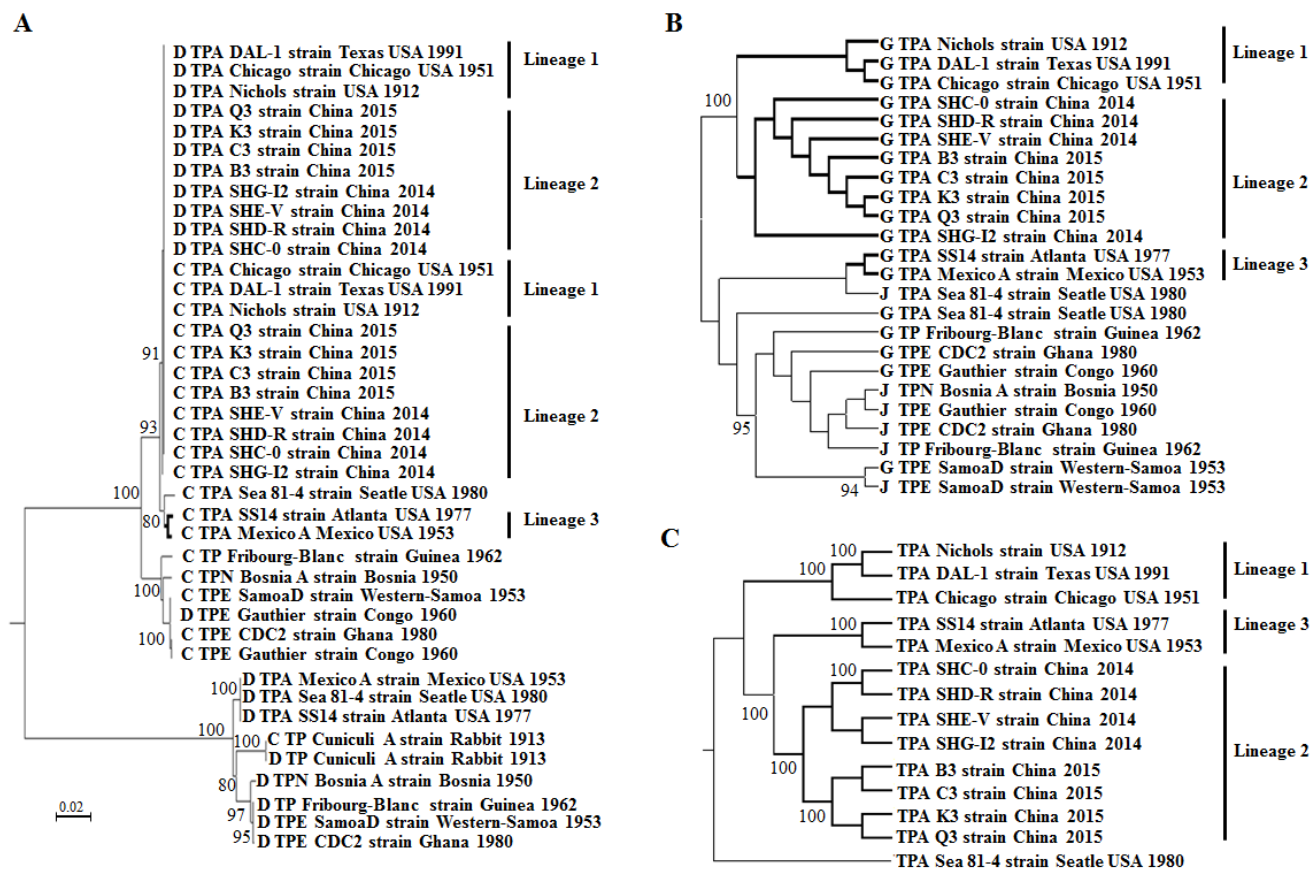 A
D TPA DAL-1 strain Texas USA 1991
D TPA Chicago strain Chicago USA 1951
D TPA Nichols strain USA 1912
Lineage 1
D TPA Q3 strain China 2015
D TPA K3 strain China 2015
D TPA C3 strain China 2015
D TPA B3 strain China 2015
D TPA SHG-I2 strain China 2014
D TPA SHE-V strain China 2014
D TPA SHD-R strain China 2014
D TPA SHC-0 strain China 2014
Lineage 2
C TPA Chicago strain Chicago USA 1951
C TPA DAL-1 strain Texas USA 1991
C TPA Nichols strain USA 1912
Lineage 1
C TPA Q3 strain China 2015
C TPA K3 strain China 2015
C TPA C3 strain China 2015
C TPA B3 strain China 2015
C TPA SHE-V strain China 2014
C TPA SHD-R strain China 2014
C TPA SHC-0 strain China 2014
C TPA SHG-I2 strain China 2014
Lineage 2
C TPA Sea 81-4 strain Seatle USA 1980
C TPA SS14 strain Atlanta USA 1977
C TPA Mexico A Mexico USA 1953
Lineage 3
C TP Fribourg-Blanc strain Guinea 1962
C TPN Bosnia A strain Bosnia 1950
C TPE SamoaD strain Western-Samoa 1953
D TPE Gauthier strain Congo 1960
C TPE CDC2 strain Ghana 1980
C TPE Gauthier strain Congo 1960
D TPA Mexico A strain Mexico USA 1953
D TPA Sea 81-4 strain Seatle USA 1980
D TPA SS14 strain Atlanta USA 1977
C TP Cuniculi A strain Rabbit 1913
D TP Cuniculi A strain Rabbit 1913
D TPN Bosnia A strain Bosnia 1950
D TP Fribourg-Blanc strain Guinea 1962
D TPE SamoaD strain Western-Samoa 1953
D TPE CDC2 strain Ghana 1980
91
93
100
80
100
100
100
100
100
80
97
95
0.02
B
G TPA Nichols strain USA 1912
G TPA DAL-1 strain Texas USA 1991
G TPA Chicago strain Chicago USA 1951
Lineage 1
G TPA SHC-0 strain China 2014
G TPA SHD-R strain China 2014
G TPA SHE-V strain China 2014
G TPA B3 strain China 2015
G TPA C3 strain China 2015
G TPA K3 strain China 2015
G TPA Q3 strain China 2015
G TPA SHG-I2 strain China 2014
Lineage 2
G TPA SS14 strain Atlanta USA 1977
G TPA Mexico A strain Mexico USA 1953
Lineage 3
J TPA Sea 81-4 strain Seatle USA 1980
G TPA Sea 81-4 strain Seatle USA 1980
G TP Fribourg-Blanc strain Guinea 1962
G TPE CDC2 strain Ghana 1980
G TPE Gauthier strain Congo 1960
J TPN Bosnia A strain Bosnia 1950
J TPE Gauthier strain Congo 1960
J TPE CDC2 strain Ghana 1980
J TP Fribourg-Blanc strain Guinea 1962
G TPE SamoaD strain Western-Samoa 1953
J TPE SamoaD strain Western-Samoa 1953
100
95
94
C
TPA Nichols strain USA 1912
TPA DAL-1 strain Texas USA 1991
TPA Chicago strain Chicago USA 1951
Lineage 1
TPA SS14 strain Atlanta USA 1977
TPA Mexico A strain Mexico USA 1953
Lineage 3
TPA SHC-0 strain China 2014
TPA SHD-R strain China 2014
TPA SHE-V strain China 2014
TPA SHG-I2 strain China 2014
TPA B3 strain China 2015
TPA C3 strain China 2015
TPA K3 strain China 2015
TPA Q3 strain China 2015
Lineage 2
TPA Sea 81-4 strain Seatle USA 1980
100
100
100
100
100
100
100